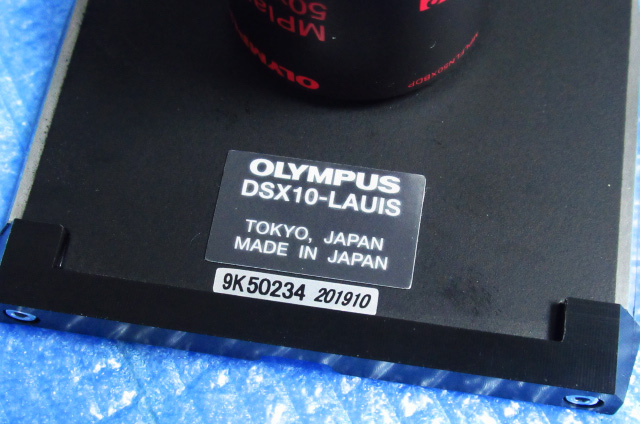 OLYMPUS
DSX10-LAUIS
TOKYO, JAPAN
MADE IN JAPAN
9K50234 201910